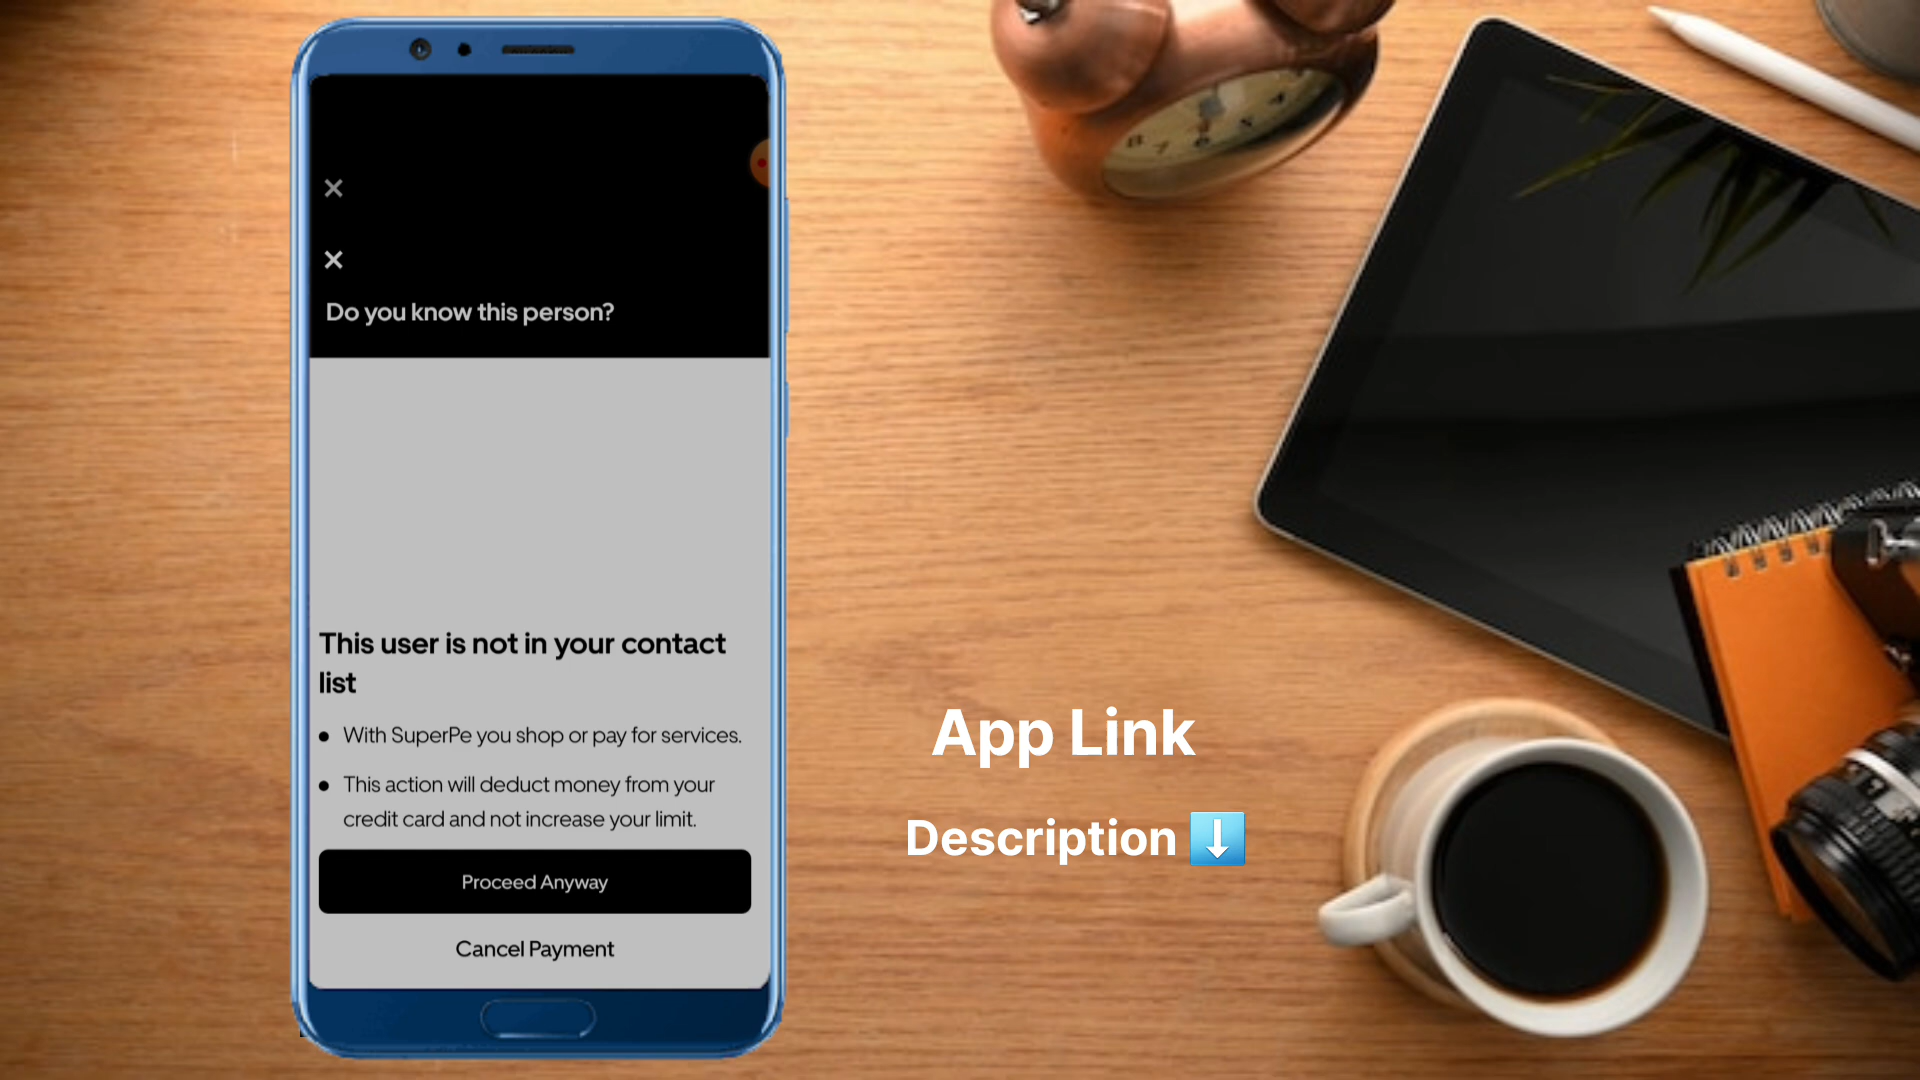 Do you know this person?
This user is not in your contact
list
With SuperPe you shop or pay for services.
This action will deduct money from your
credit card and not increase your limit.
Proceed Anyway
Cancel Payment
App Link
Description ⬇️